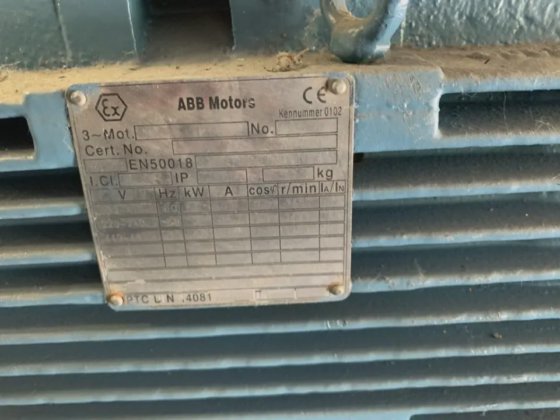 Ex ABB Motors CE
Kennummer 0102
3~Mot. No.
Cert. No.
EN50018
I.Cl. IP kg
V Hz kW A cosφ r/min IA/IN
PTC L N .4081